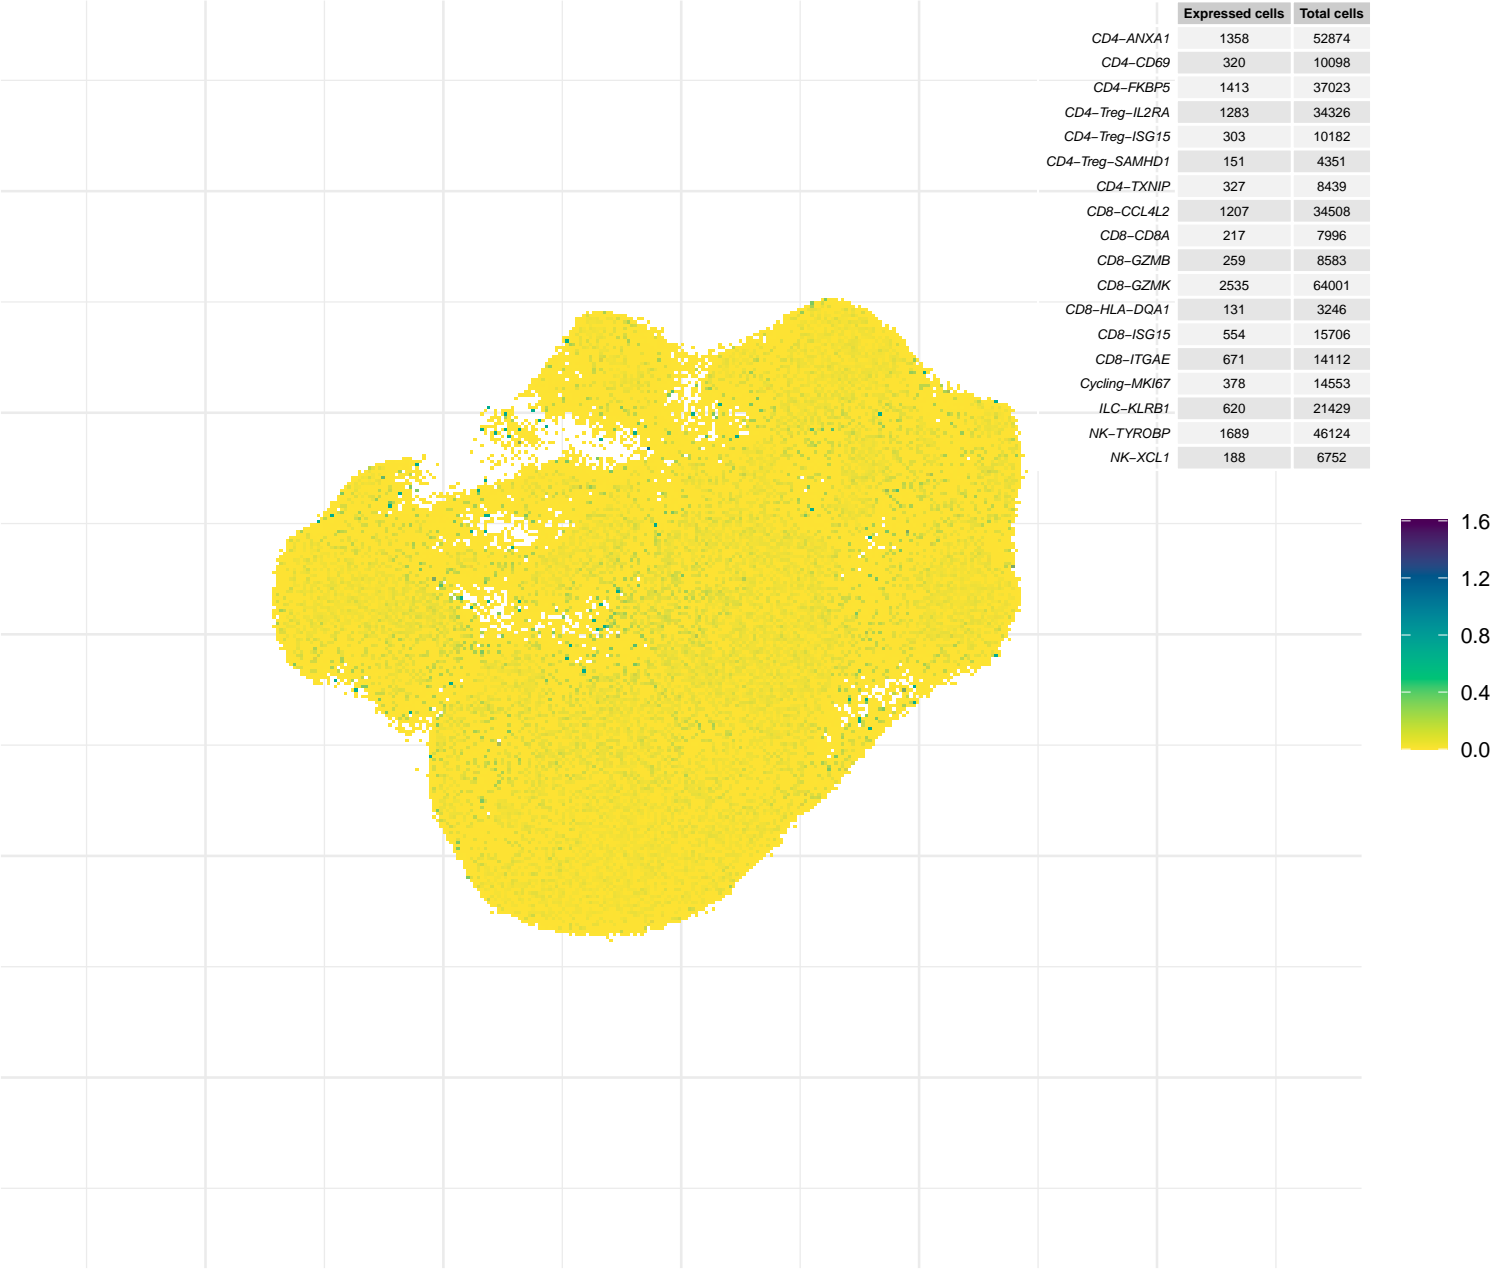 Expressed cells Total cells
CD4−ANXA1 1358 52874
CD4−CD69 320 10098
CD4−FKBP5 1413 37023
CD4−Treg−IL2RA 1283 34326
CD4−Treg−ISG15 303 10182
CD4−Treg−SAMHD1 151 4351
CD4−TXNIP 327 8439
CD8−CCL4L2 1207 34508
CD8−CD8A 217 7996
CD8−GZMB 259 8583
CD8−GZMK 2535 64001
CD8−HLA−DQA1 131 3246
CD8−ISG15 554 15706
CD8−ITGAE 671 14112
Cycling−MKI67 378 14553
ILC−KLRB1 620 21429
NK−TYROBP 1689 46124
NK−XCL1 188 6752
1.6
1.2
0.8
0.4
0.0